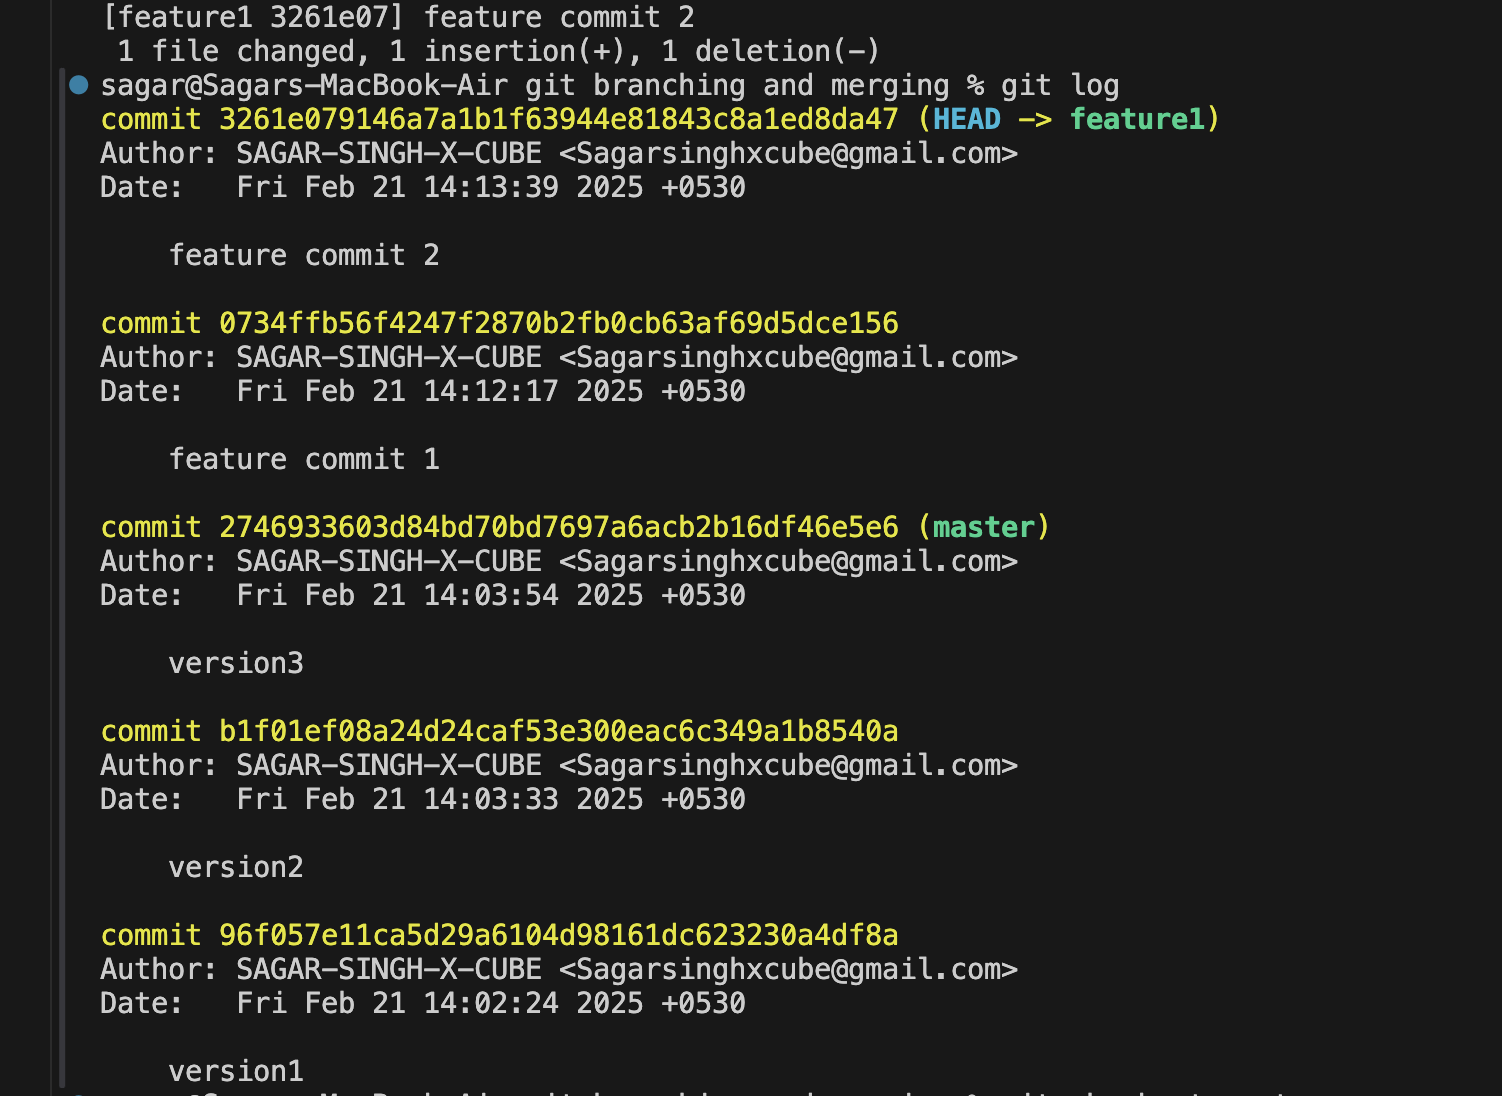 [feature1 3261e07] feature commit 2
 1 file changed, 1 insertion(+), 1 deletion(-)
sagar@Sagars-MacBook-Air git branching and merging % git log
commit 3261e079146a7a1b1f63944e81843c8a1ed8da47 (HEAD -> feature1)
Author: SAGAR-SINGH-X-CUBE <Sagarsinghxcube@gmail.com>
Date:   Fri Feb 21 14:13:39 2025 +0530
    feature commit 2
commit 0734ffb56f4247f2870b2fb0cb63af69d5dce156
Author: SAGAR-SINGH-X-CUBE <Sagarsinghxcube@gmail.com>
Date:   Fri Feb 21 14:12:17 2025 +0530
    feature commit 1
commit 2746933603d84bd70bd7697a6acb2b16df46e5e6 (master)
Author: SAGAR-SINGH-X-CUBE <Sagarsinghxcube@gmail.com>
Date:   Fri Feb 21 14:03:54 2025 +0530
    version3
commit b1f01ef08a24d24caf53e300eac6c349a1b8540a
Author: SAGAR-SINGH-X-CUBE <Sagarsinghxcube@gmail.com>
Date:   Fri Feb 21 14:03:33 2025 +0530
    version2
commit 96f057e11ca5d29a6104d98161dc623230a4df8a
Author: SAGAR-SINGH-X-CUBE <Sagarsinghxcube@gmail.com>
Date:   Fri Feb 21 14:02:24 2025 +0530
    version1